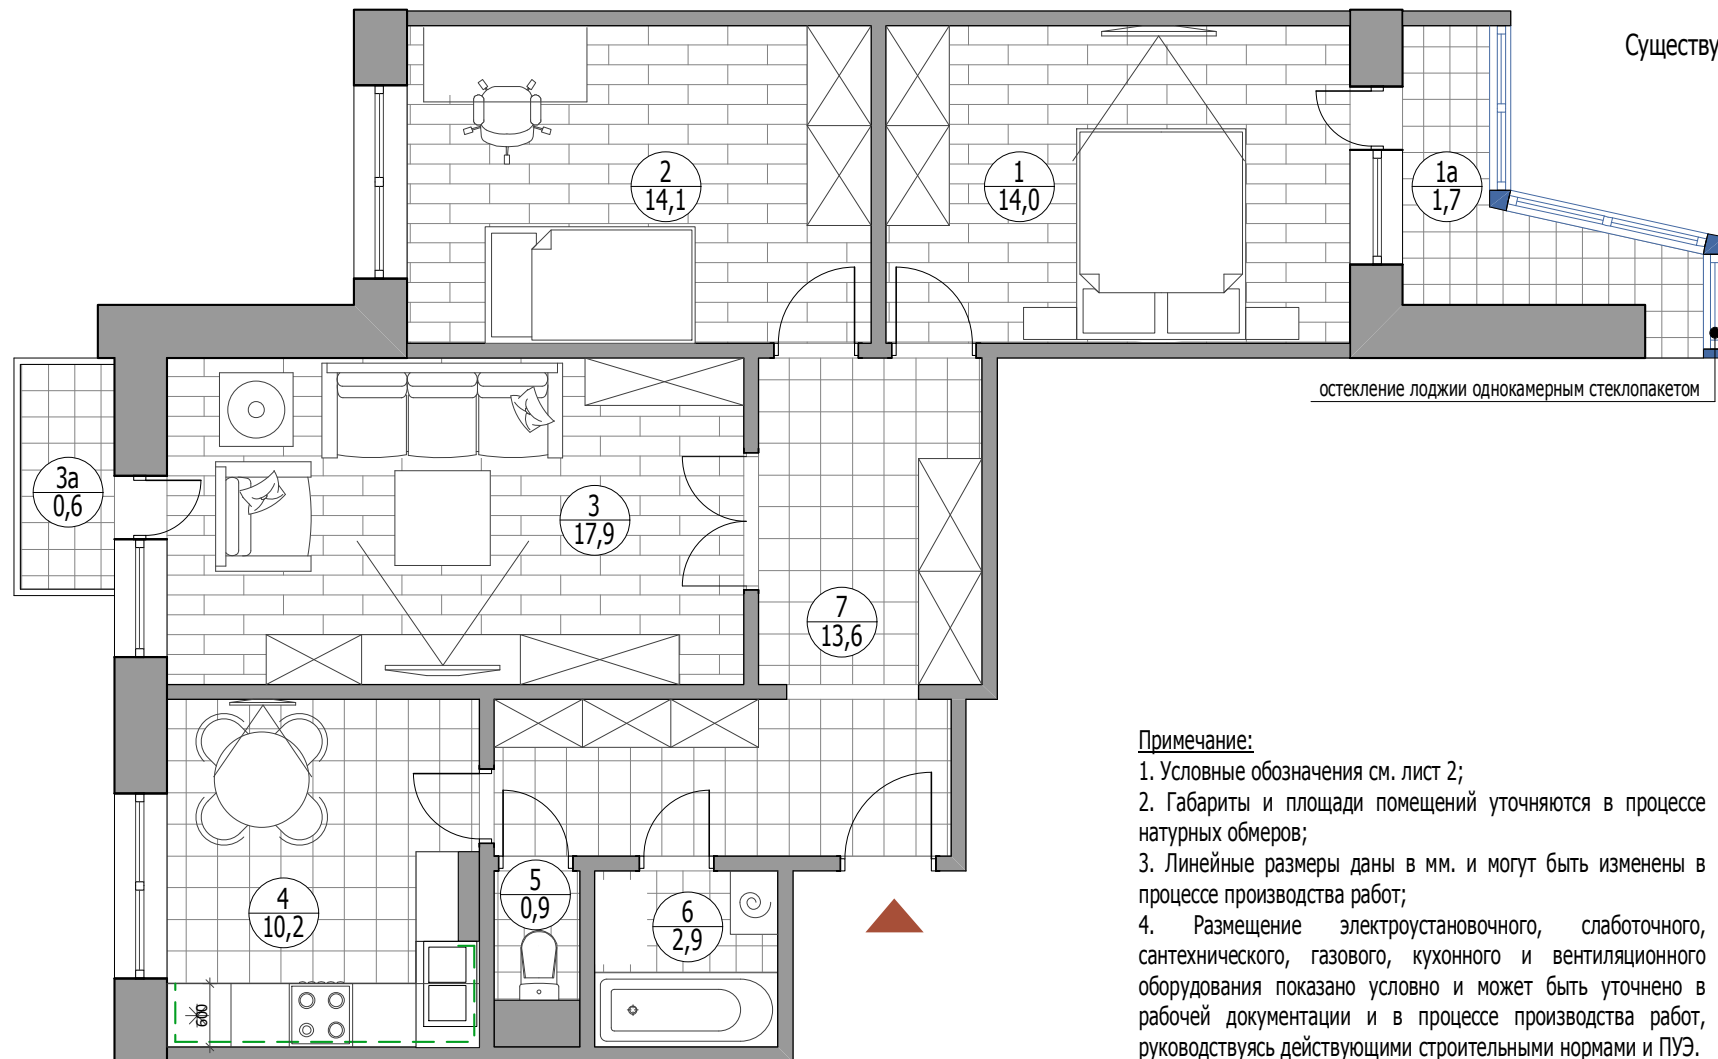 Существу
2
14,1
1
14,0
1а
1,7
остекление лоджии однокамерным стеклопакетом
3а
0,6
3
17,9
7
13,6
4
10,2
5
0,9
6
2,9
600
Примечание:
1. Условные обозначения см. лист 2;
2. Габариты и площади помещений уточняются в процессе
натурных обмеров;
3. Линейные размеры даны в мм. и могут быть изменены в
процессе производства работ;
4. Размещение электроустановочного, слаботочного,
сантехнического, газового, кухонного и вентиляционного
оборудования показано условно и может быть уточнено в
рабочей документации и в процессе производства работ,
руководствуясь действующими строительными нормами и ПУЭ.